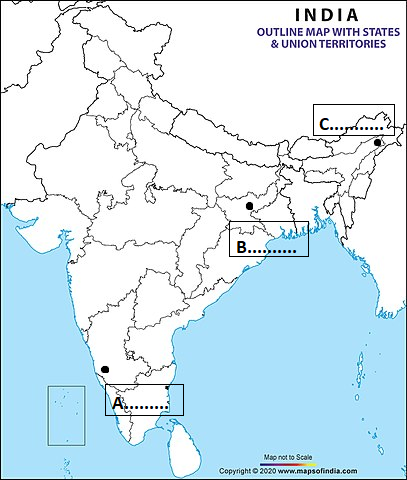 INDIA
OUTLINE MAP WITH STATES
& UNION TERRITORIES
C...........
B..........
A.........
Map not to Scale
Copyright © 2020 www.mapsofindia.com